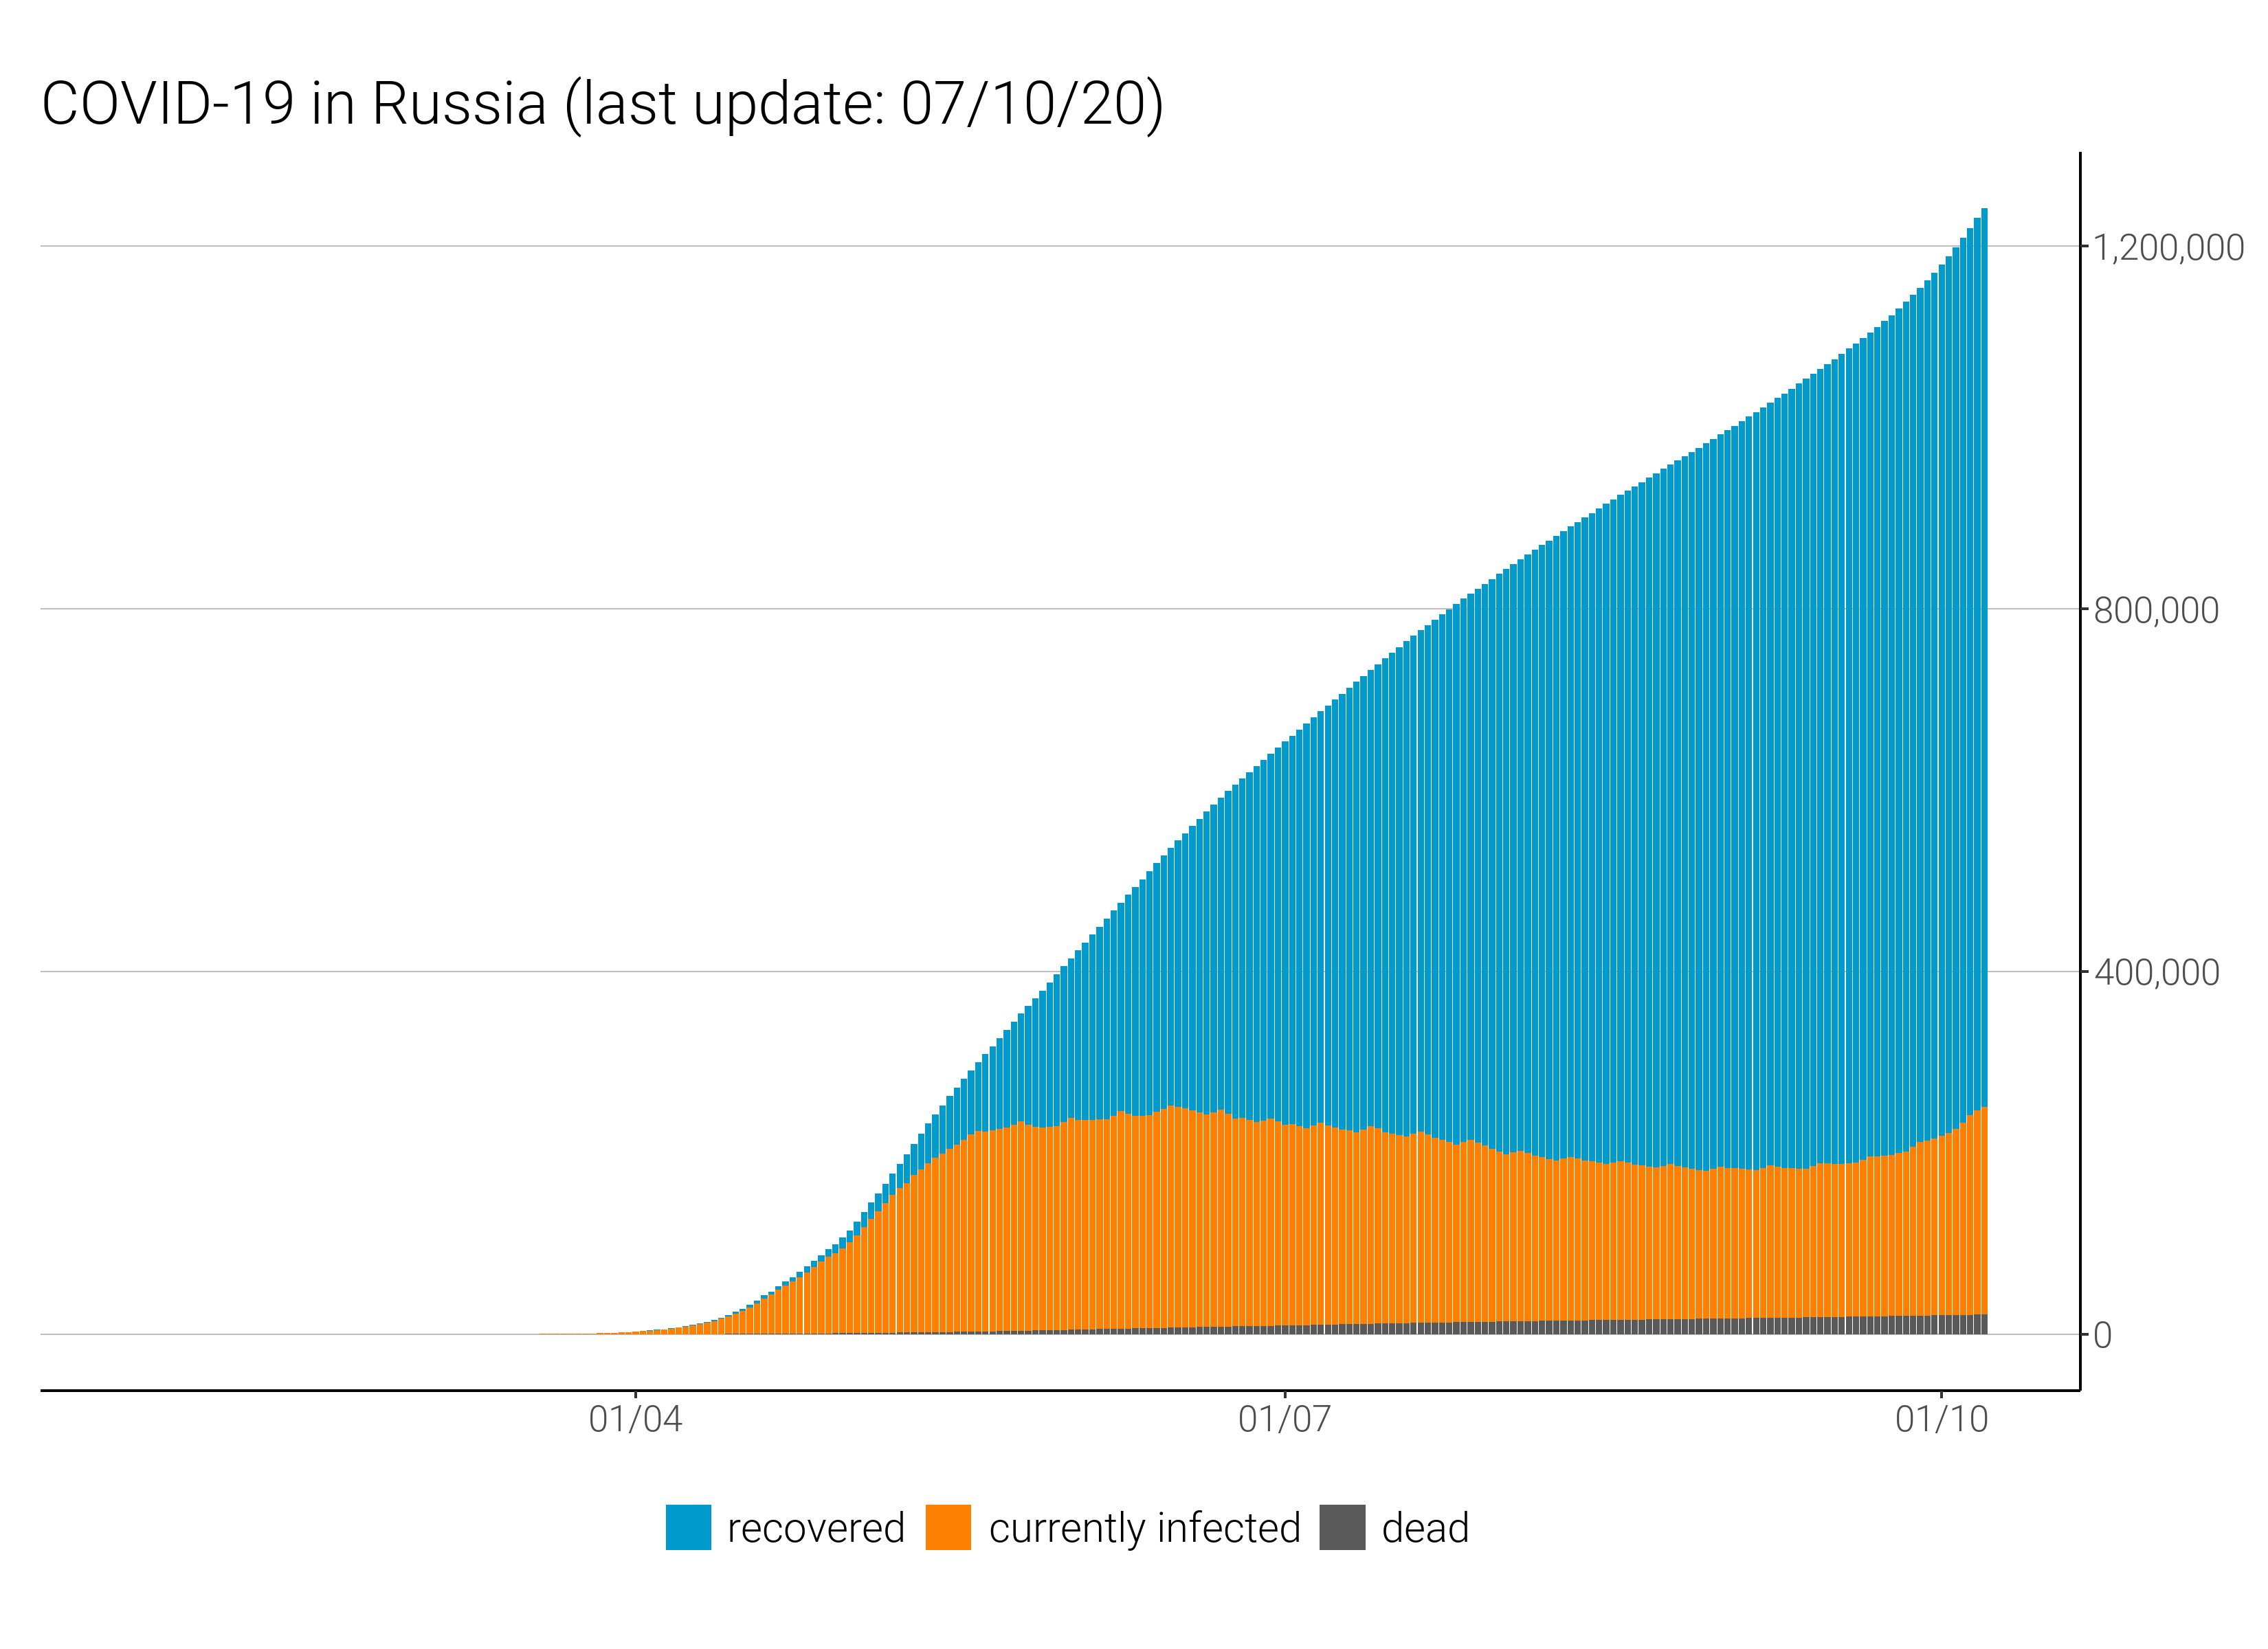 COVID-19 in Russia (last update: 07/10/20)
1,200,000
800,000
400,000
0
01/04 01/07 01/10
recovered currently infected dead